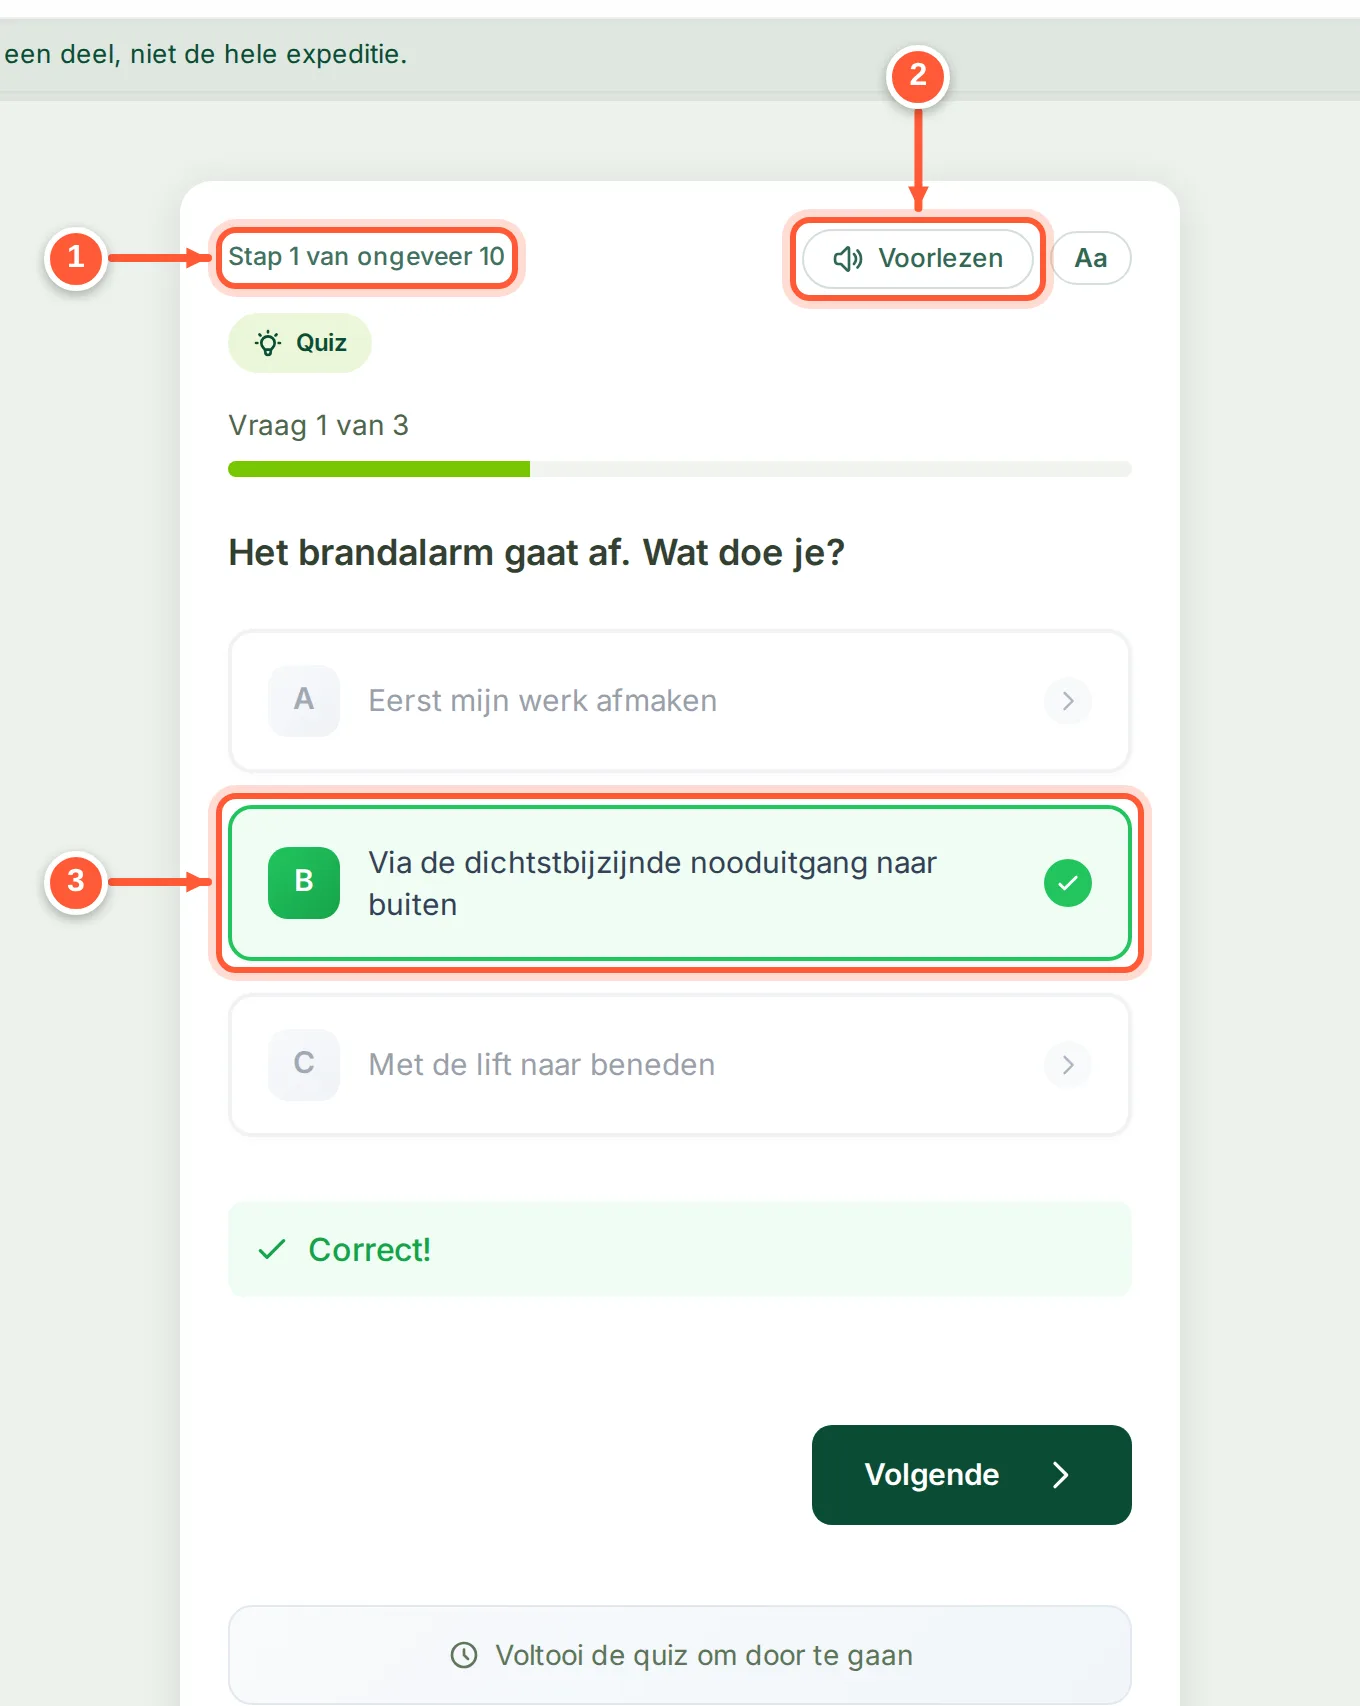 een deel, niet de hele expeditie.
2
1
Stap 1 van ongeveer 10
Voorlezen
Aa
Quiz
Vraag 1 van 3
Het brandalarm gaat af. Wat doe je?
A
Eerst mijn werk afmaken
3
B
Via de dichtstbijzijnde nooduitgang naar
buiten
C
Met de lift naar beneden
Correct!
Volgende
Voltooi de quiz om door te gaan